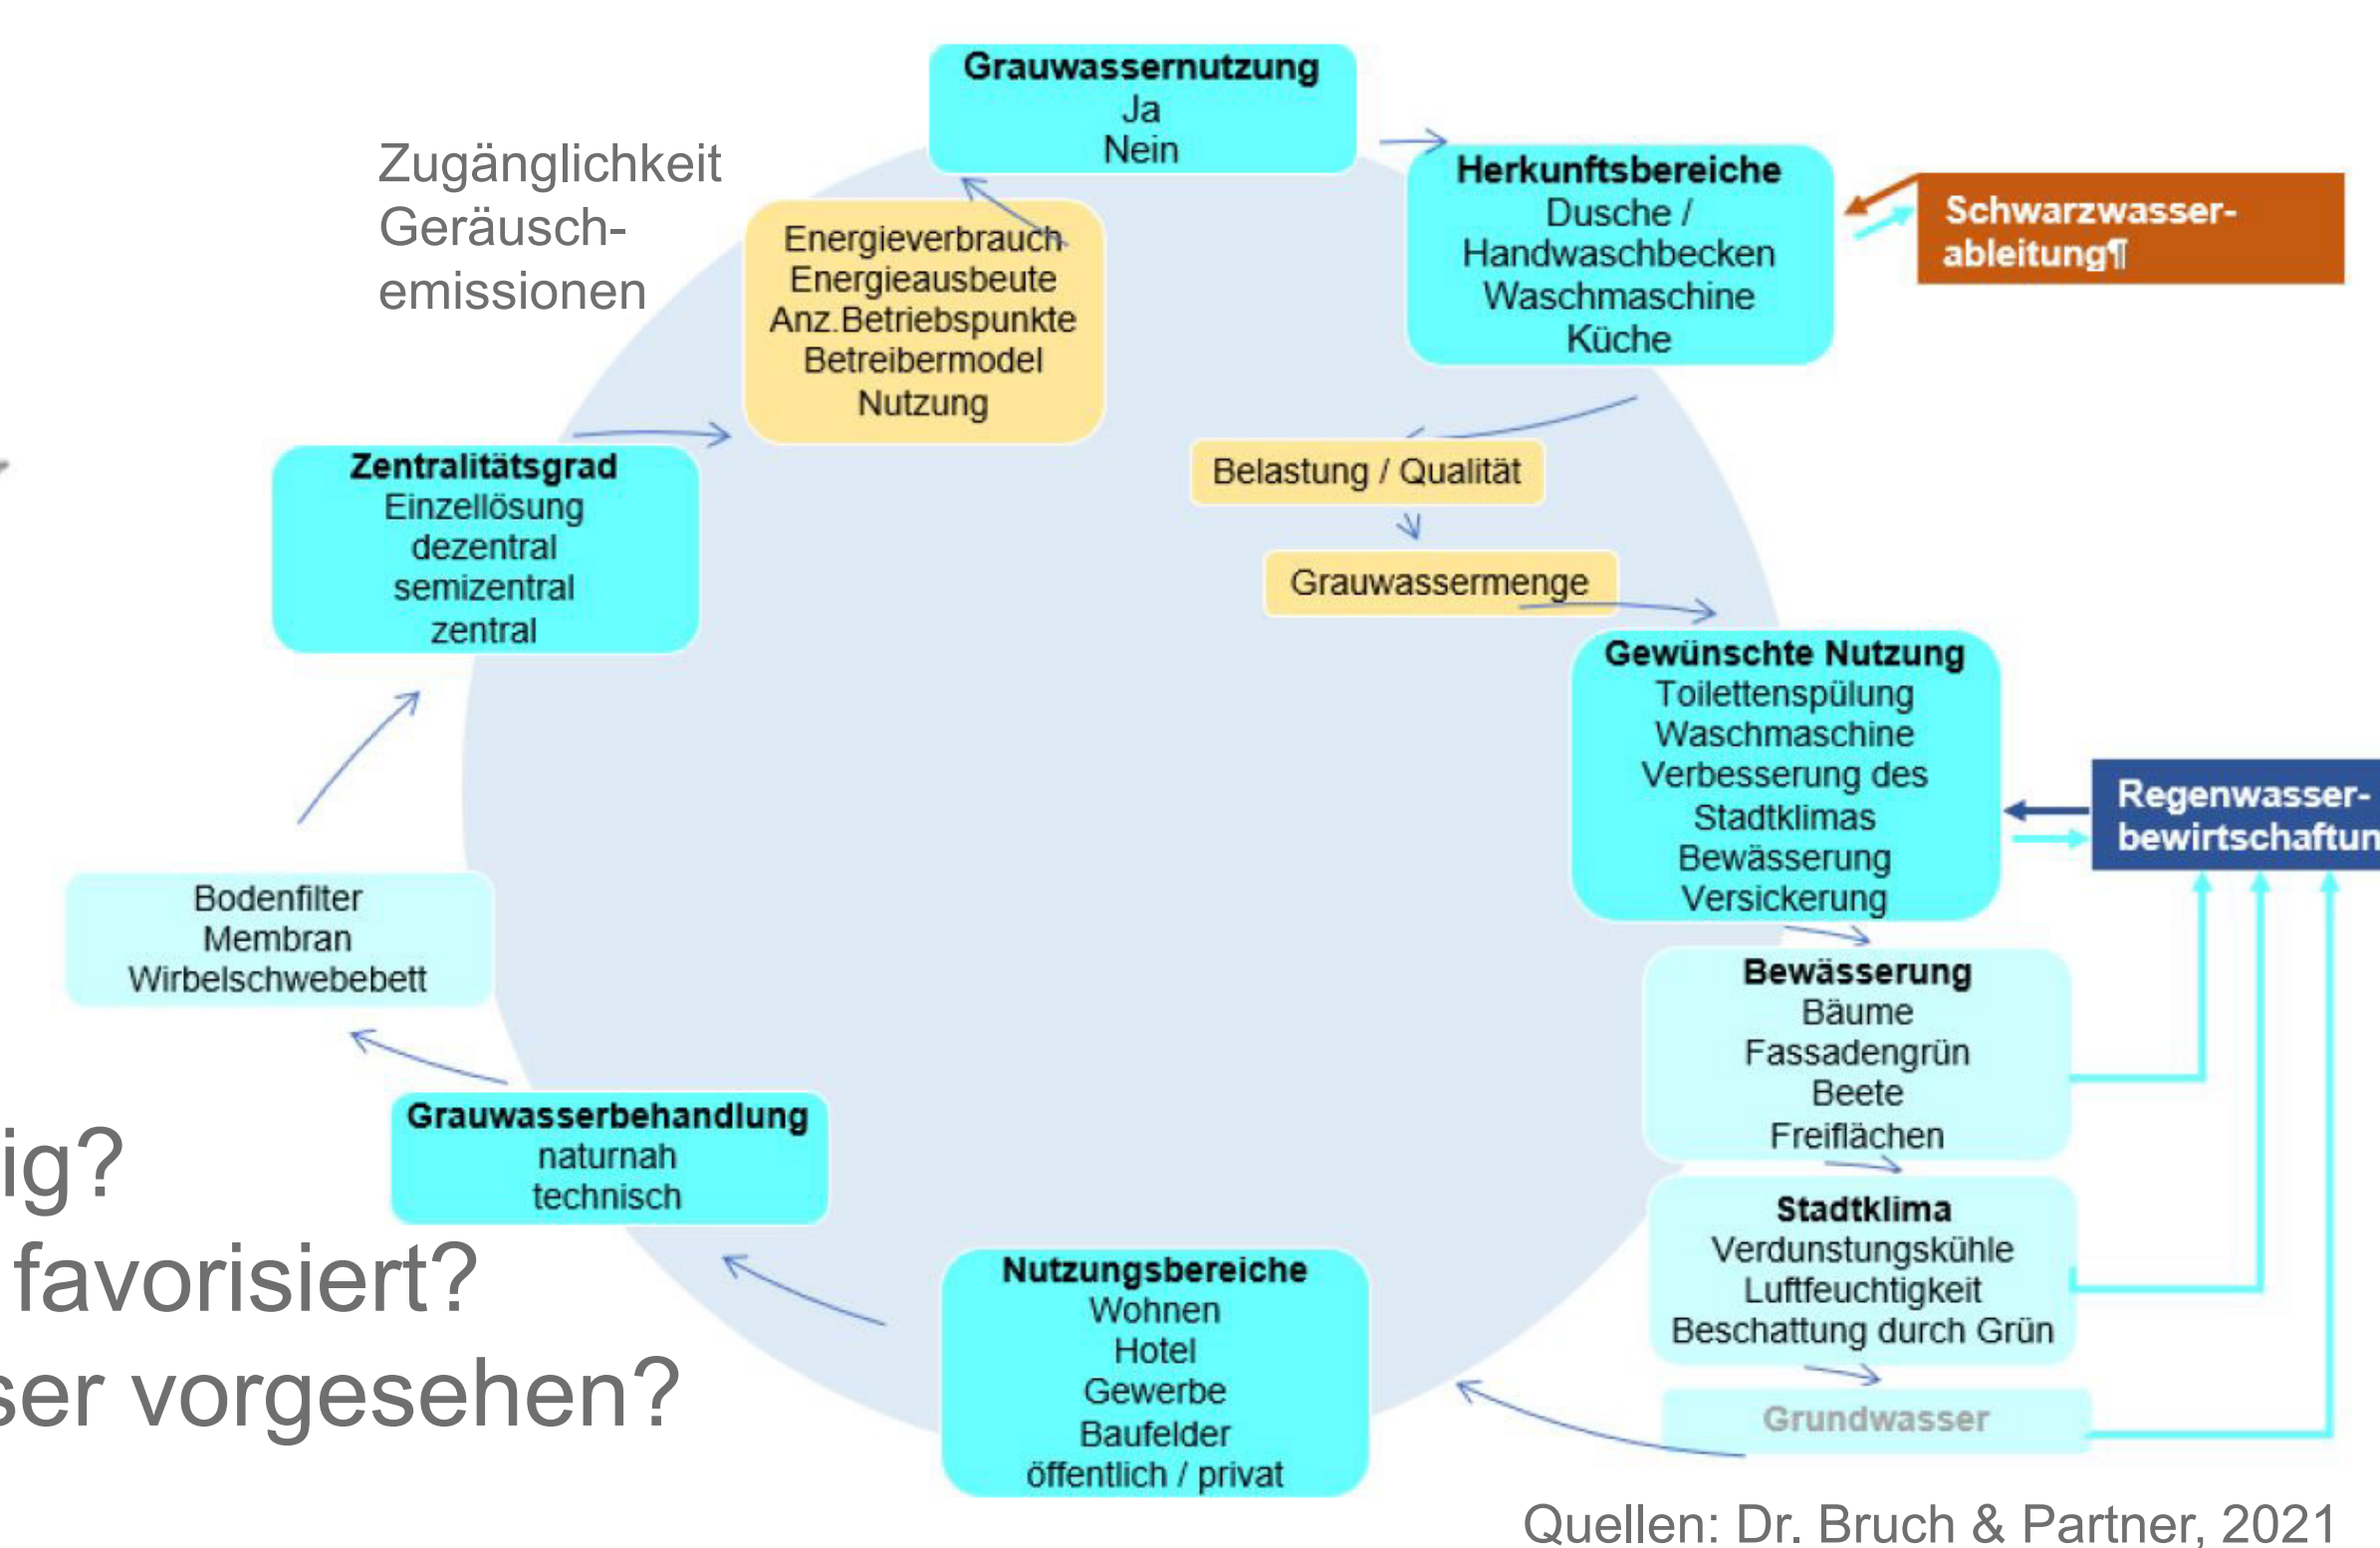 Grauwassernutzung
Ja
Nein
Zugänglichkeit
Geräusch-
emissionen
Herkunftsbereiche
Dusche /
Handwaschbecken
Waschmaschine
Küche
Schwarzwasser-
ableitung¶
Energieverbrauch
Energieausbeute
Anz.Betriebspunkte
Betreibermodel
Nutzung
Belastung / Qualität
Grauwassermenge
Zentralitätsgrad
Einzellösung
dezentral
semizentral
zentral
Gewünschte Nutzung
Toilettenspülung
Waschmaschine
Verbesserung des
Stadtklimas
Bewässerung
Versickerung
Regenwasser-
bewirtschaftun
Bodenfilter
Membran
Wirbelschwebebett
Bewässerung
Bäume
Fassadengrün
Beete
Freiflächen
Grauwasserbehandlung
naturnah
technisch
Stadtklima
Verdunstungskühle
Luftfeuchtigkeit
Beschattung durch Grün
Nutzungsbereiche
Wohnen
Hotel
Gewerbe
Baufelder
öffentlich / privat
Grundwasser
ig?
favorisiert?
ser vorgesehen?
Quellen: Dr. Bruch & Partner, 2021